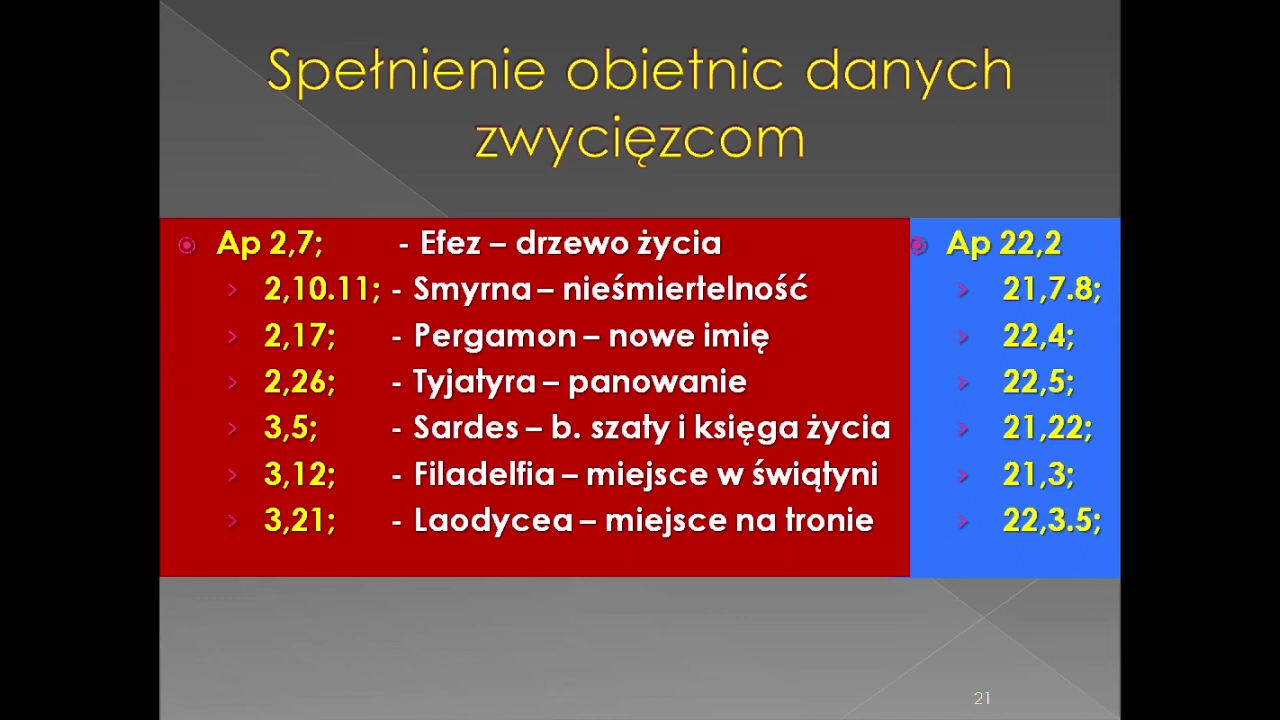 Spełnienie obietnic danych
zwycięzcom
Ap 2,7; - Efez – drzewo życia
2,10.11; - Smyrna – nieśmiertelność
2,17; - Pergamon – nowe imię
2,26; - Tyjatyra – panowanie
3,5; - Sardes – b. szaty i księga życia
3,12; - Filadelfia – miejsce w świątyni
3,21; - Laodycea – miejsce na tronie
Ap 22,2
21,7.8;
22,4;
22,5;
21,22;
21,3;
22,3.5;
21